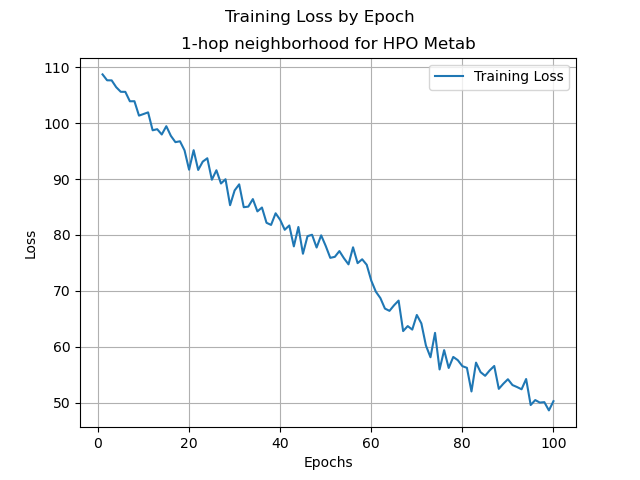 Training Loss by Epoch
1-hop neighborhood for HPO Metab
Training Loss
110
100
90
80
70
60
50
Loss
0 20 40 60 80 100
Epochs